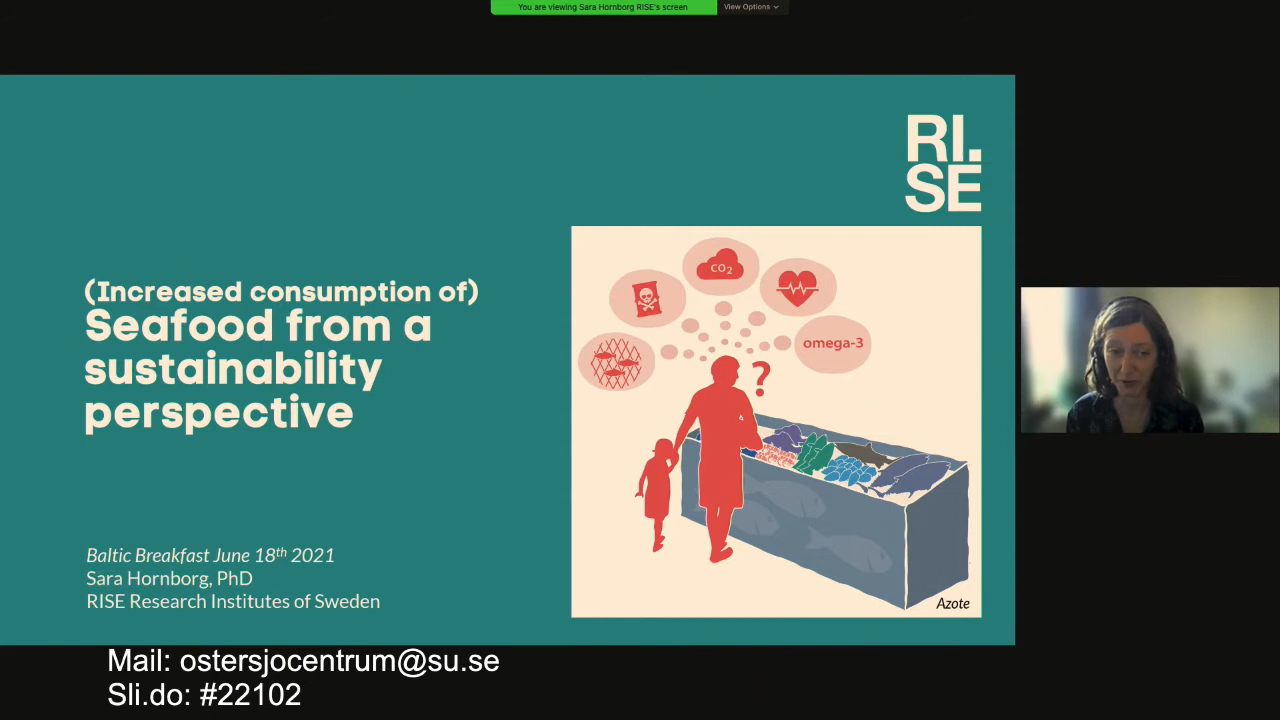 You are viewing Sara Hornborg RISE's screen
View Options
RI.
SE
(Increased consumption of)
Seafood from a
sustainability
perspective
CO2
omega-3
?
Azote
Baltic Breakfast June 18th 2021
Sara Hornborg, PhD
RISE Research Institutes of Sweden
Mail: ostersjocentrum@su.se
Sli.do: #22102